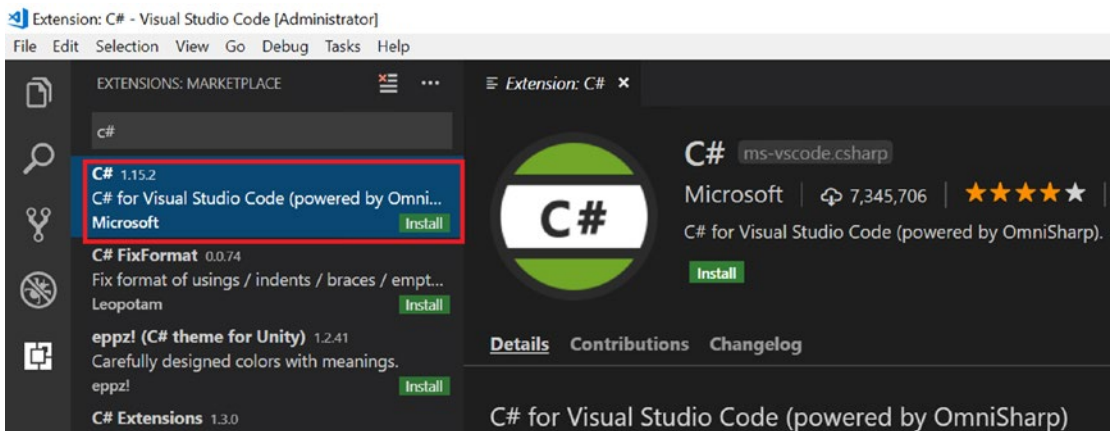 Extension: C# - Visual Studio Code [Administrator]
File Edit Selection View Go Debug Tasks Help
EXTENSIONS: MARKETPLACE
c#
C# 1.15.2
C# for Visual Studio Code (powered by Omni...
Microsoft Install
C# FixFormat 0.0.74
Fix format of usings / indents / braces / empt...
Leopotam Install
eppz! (C# theme for Unity) 1.2.41
Carefully designed colors with meanings.
eppz! Install
C# Extensions 1.3.0
Extension: C#
C#
C# ms-vscode.csharp
Microsoft 7,345,706
C# for Visual Studio Code (powered by OmniSharp).
Install
Details Contributions Changelog
C# for Visual Studio Code (powered by OmniSharp)